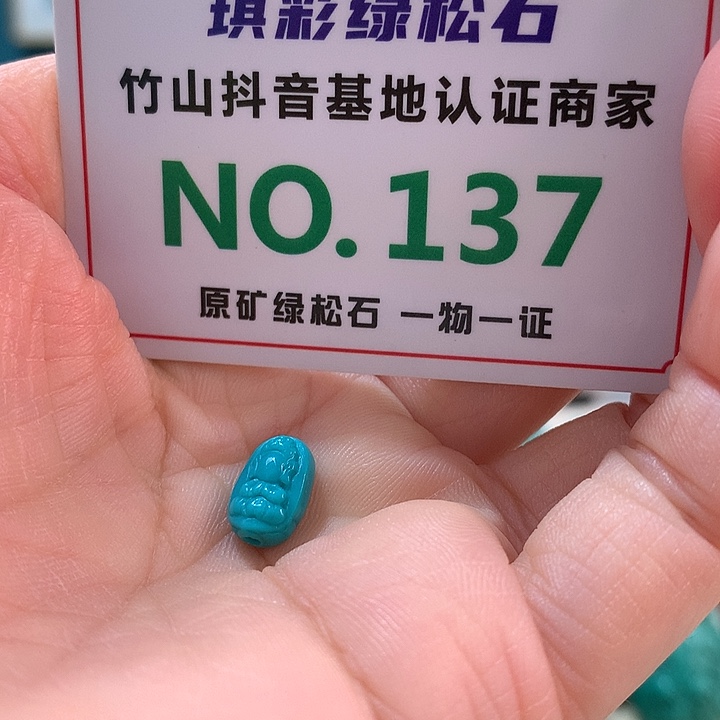 琪彩绿松石
竹山抖音基地认证商家
NO.137
原矿绿松石 一物一证